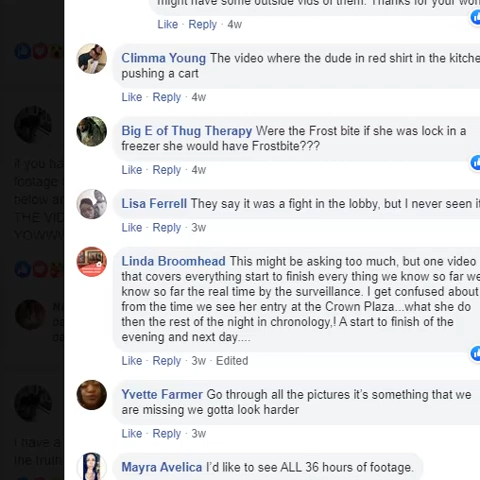 might have some outside vids of them. Thanks for your
Like · Reply · 4w
Climma Young The video where the dude in red shirt in the
pushing a cart
Like · Reply · 4w
Big E of Thug Therapy Were the Frost bite if she was lock in a
freezer she would have Frostbite???
Like · Reply · 4w
Lisa Ferrell They say it was a fight in the lobby, but I never seen
Like · Reply · 3w
Linda Broomhead This might be asking too much, but one video
that covers everything start to finish every thing we know so far
know so far the real time by the surveillance. I get confused about
from the time we see her entry at the Crown Plaza...what she do
then the rest of the night in chronology,! A start to finish of the
evening and next day....
Like · Reply · 3w · Edited
Yvette Farmer Go through all the pictures it's something that we
are missing we gotta look harder
Like · Reply · 3w
Mayra Avelica I'd like to see ALL 36 hours of footage.